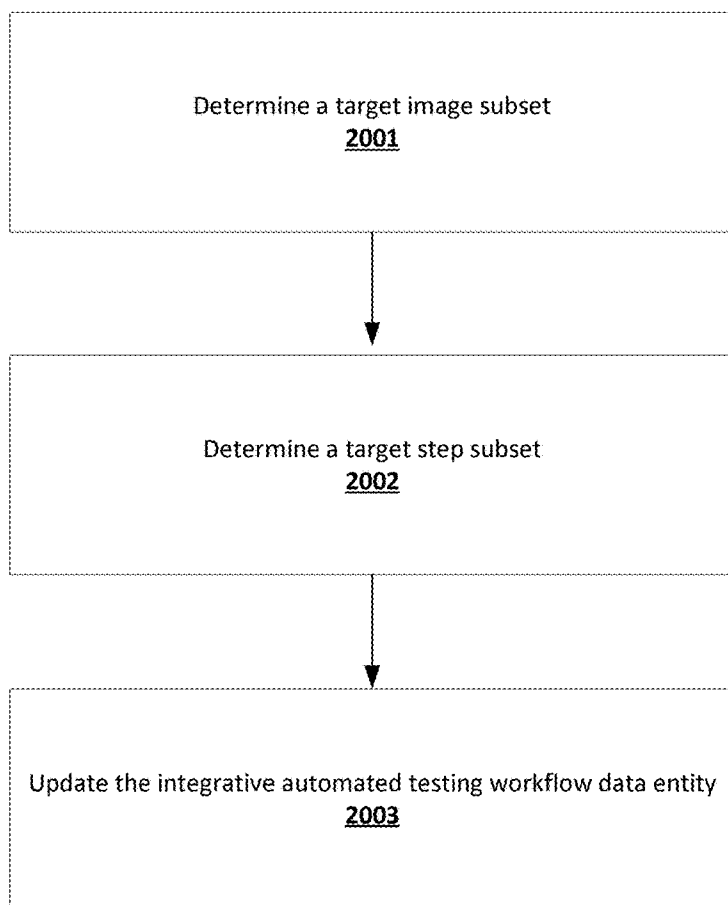 Determine a target image subset
2001
Determine a target step subset
2002
Update the integrative automated testing workflow data entity
2003